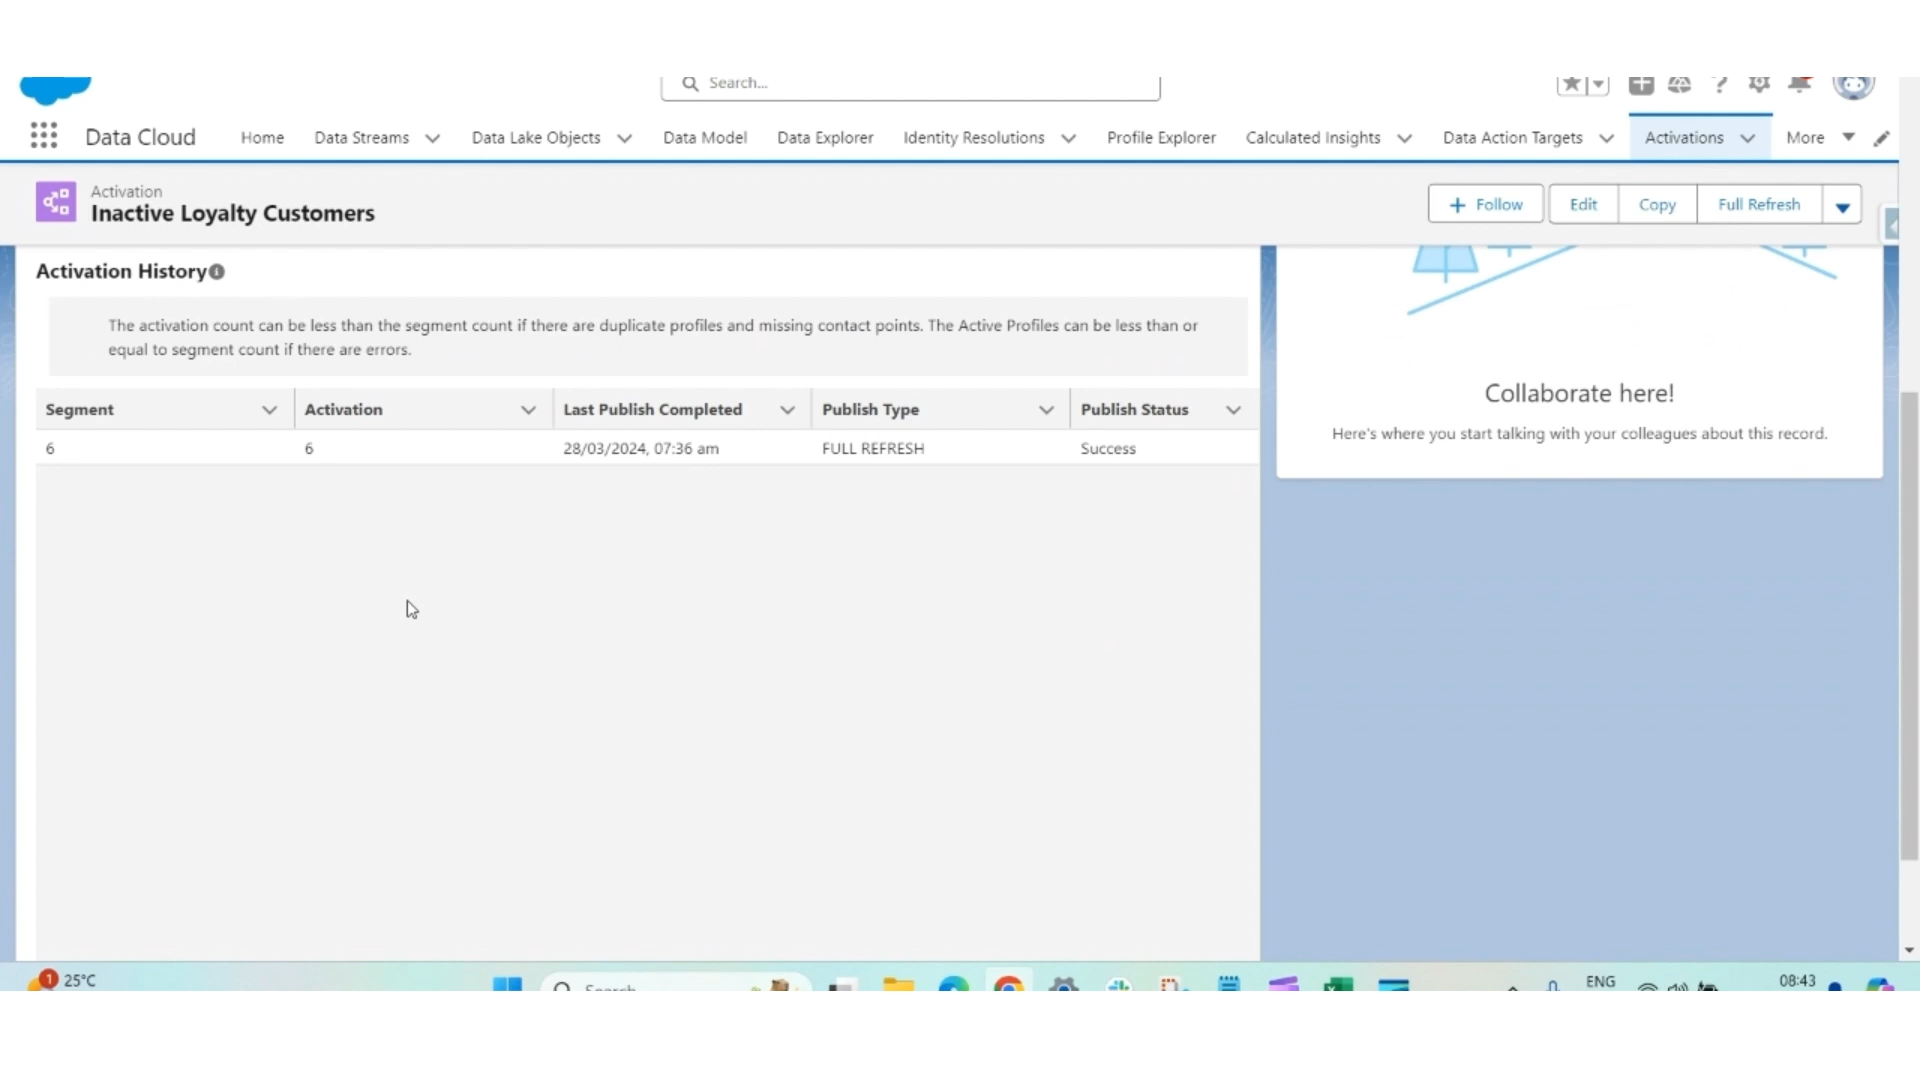 Search...
Data Cloud Home Data Streams Data Lake Objects Data Model Data Explorer Identity Resolutions Profile Explorer Calculated Insights Data Action Targets Activations More
Activation
Inactive Loyalty Customers
Follow Edit Copy Full Refresh
Activation History
The activation count can be less than the segment count if there are duplicate profiles and missing contact points. The Active Profiles can be less than or
equal to segment count if there are errors.
Segment Activation Last Publish Completed Publish Type Publish Status
6 6 28/03/2024, 07:36 am FULL REFRESH Success
Collaborate here!
Here's where you start talking with your colleagues about this record.
1 25°C Search ENG 08:43